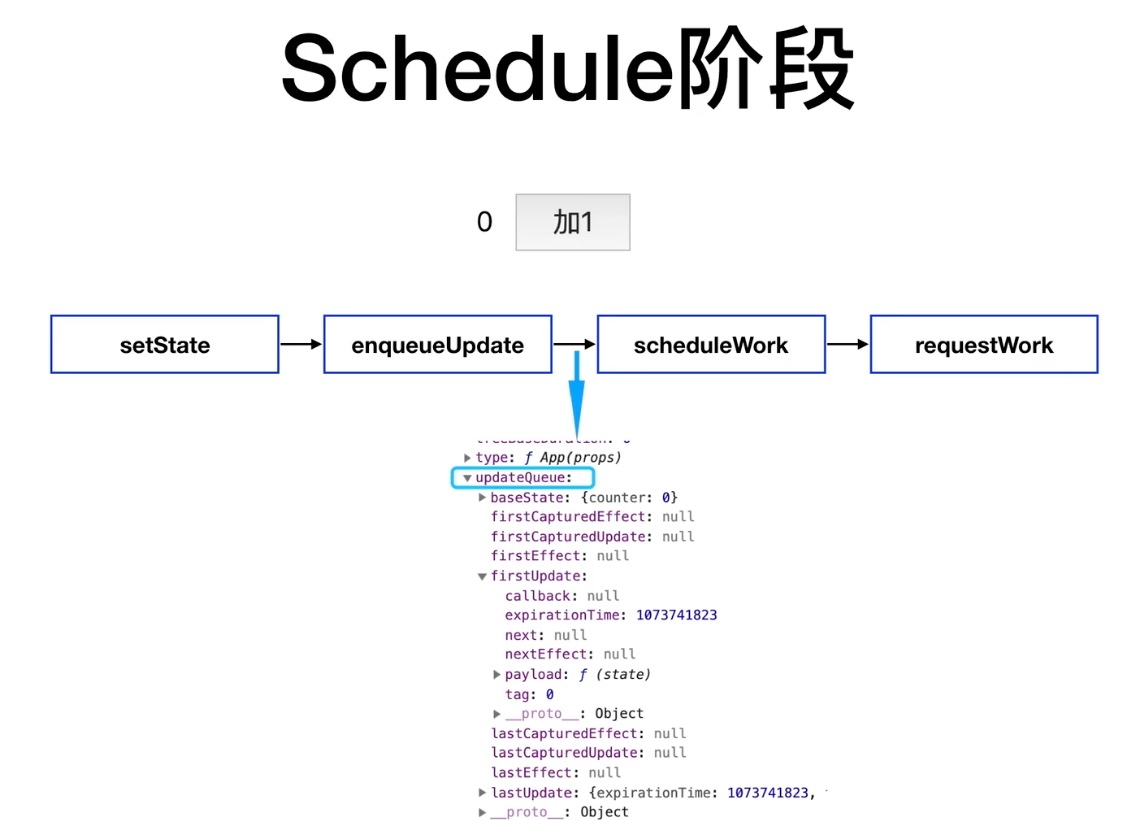 Schedule阶段
0 加1
setState enqueueUpdate scheduleWork requestWork
type: ƒ App(props)
updateQueue:
baseState: {counter: 0}
firstCapturedEffect: null
firstCapturedUpdate: null
firstEffect: null
firstUpdate:
callback: null
expirationTime: 1073741823
next: null
nextEffect: null
payload: ƒ (state)
tag: 0
__proto__: Object
lastCapturedEffect: null
lastCapturedUpdate: null
lastEffect: null
lastUpdate: {expirationTime: 1073741823,
__proto__: Object